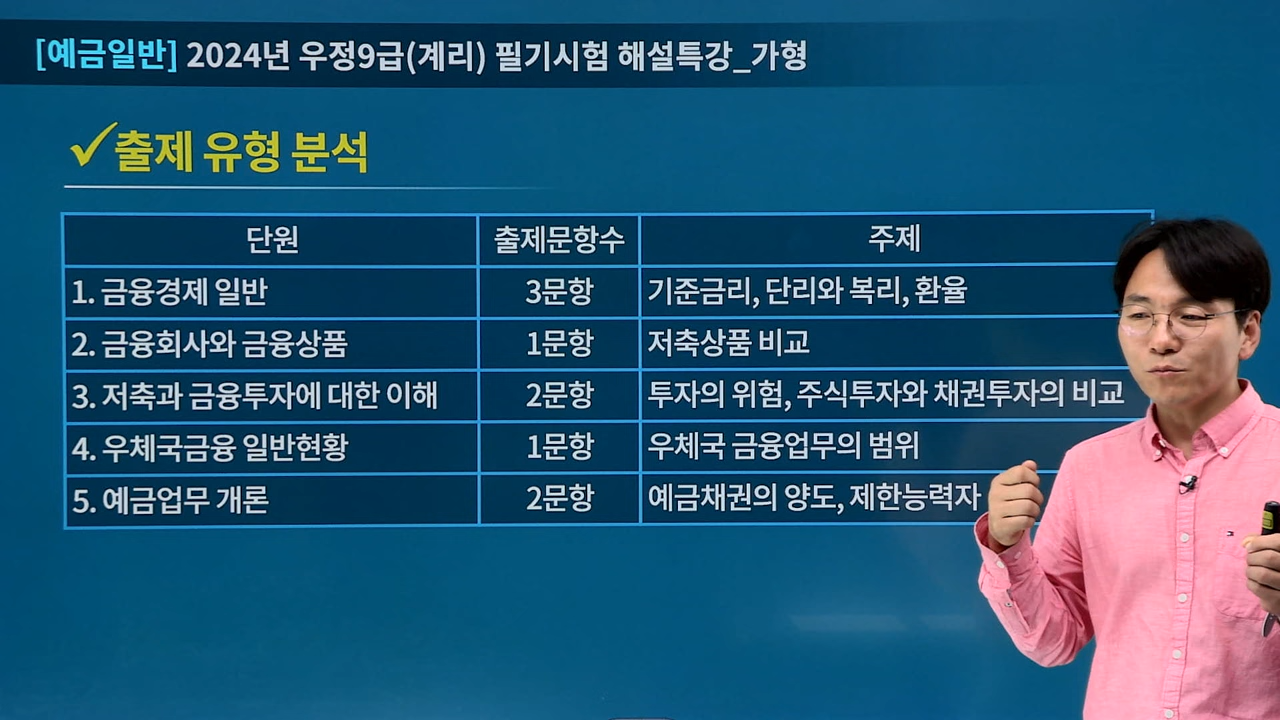 [예금일반] 2024년 우정9급(계리) 필기시험 해설특강_가형
출제 유형 분석
단원 출제문항수 주제
1. 금융경제 일반 3문항 기준금리, 단리와 복리, 환율
2. 금융회사와 금융상품 1문항 저축상품 비교
3. 저축과 금융투자에 대한 이해 2문항 투자의 위험, 주식투자와 채권투자의 비교
4. 우체국금융 일반현황 1문항 우체국 금융업무의 범위
5. 예금업무 개론 2문항 예금채권의 양도, 제한능력자